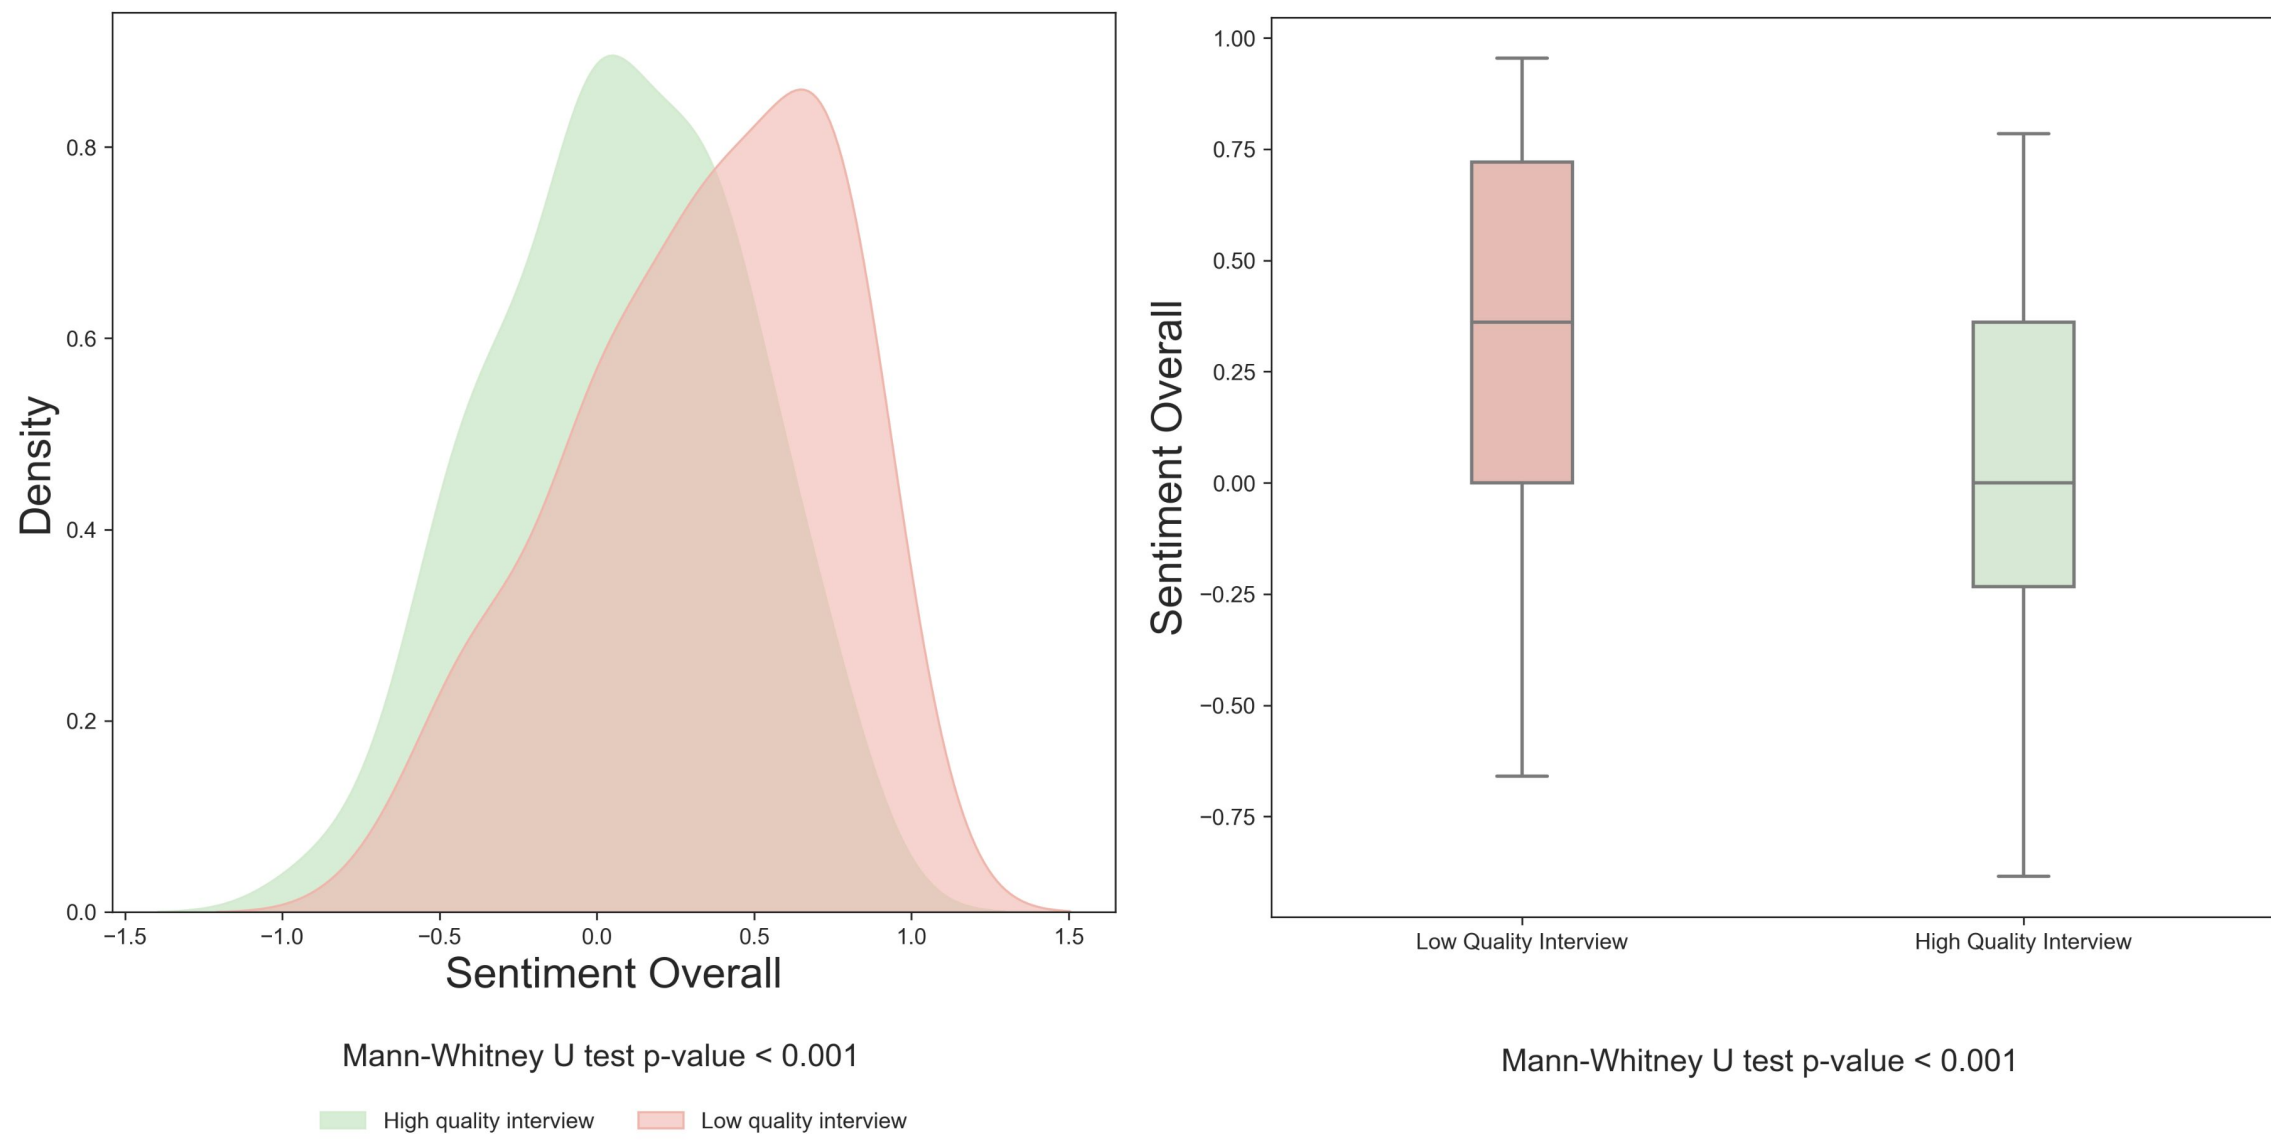 Density
0.8
0.6
0.4
0.2
0.0
−1.5 −1.0 −0.5 0.0 0.5 1.0 1.5
Sentiment Overall
Mann-Whitney U test p-value < 0.001
High quality interview Low quality interview
Sentiment Overall
1.00
0.75
0.50
0.25
0.00
−0.25
−0.50
−0.75
Low Quality Interview High Quality Interview
Mann-Whitney U test p-value < 0.001